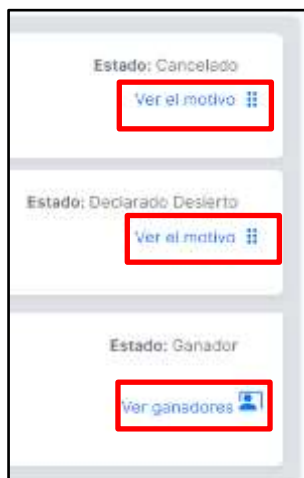 Estado: Cancelado
Ver el motivo
Estado: Declarado Desierto
Ver el motivo
Estado: Ganador
Ver ganadores